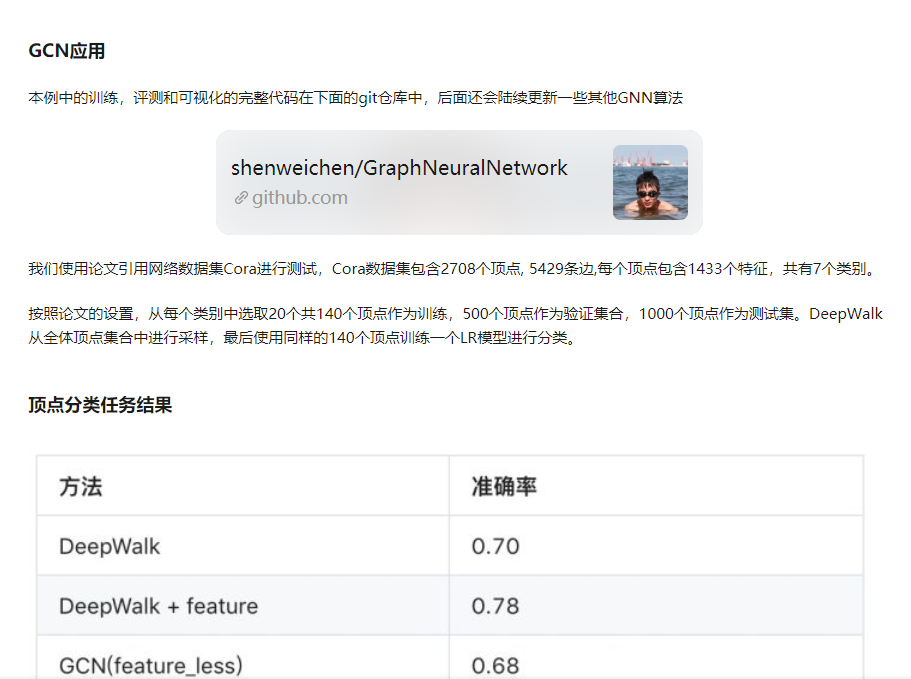 GCN应用
本例中的训练，评测和可视化的完整代码在下面的git仓库中，后面还会陆续更新一些其他GNN算法
shenweichen/GraphNeuralNetwork
github.com
我们使用论文引用网络数据集Cora进行测试，Cora数据集包含2708个顶点, 5429条边,每个顶点包含1433个特征，共有7个类别。
按照论文的设置，从每个类别中选取20个共140个顶点作为训练，500个顶点作为验证集合，1000个顶点作为测试集。DeepWalk
从全体顶点集合中进行采样，最后使用同样的140个顶点训练一个LR模型进行分类。
顶点分类任务结果
方法 准确率
DeepWalk 0.70
DeepWalk + feature 0.78
GCN(feature_less) 0.68